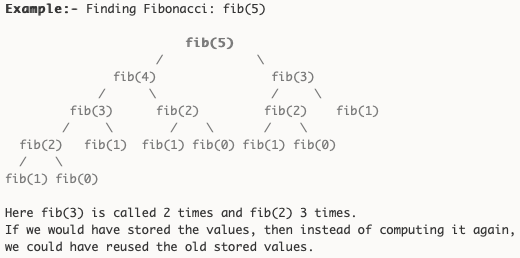 Example:- Finding Fibonacci: fib(5)
fib(5)
/ \
fib(4) fib(3)
/ \ / \
fib(3) fib(2) fib(2) fib(1)
/ \ / \ / \
fib(2) fib(1) fib(1) fib(0) fib(1) fib(0)
/ \
fib(1) fib(0)
Here fib(3) is called 2 times and fib(2) 3 times.
If we would have stored the values, then instead of computing it again,
we could have reused the old stored values.